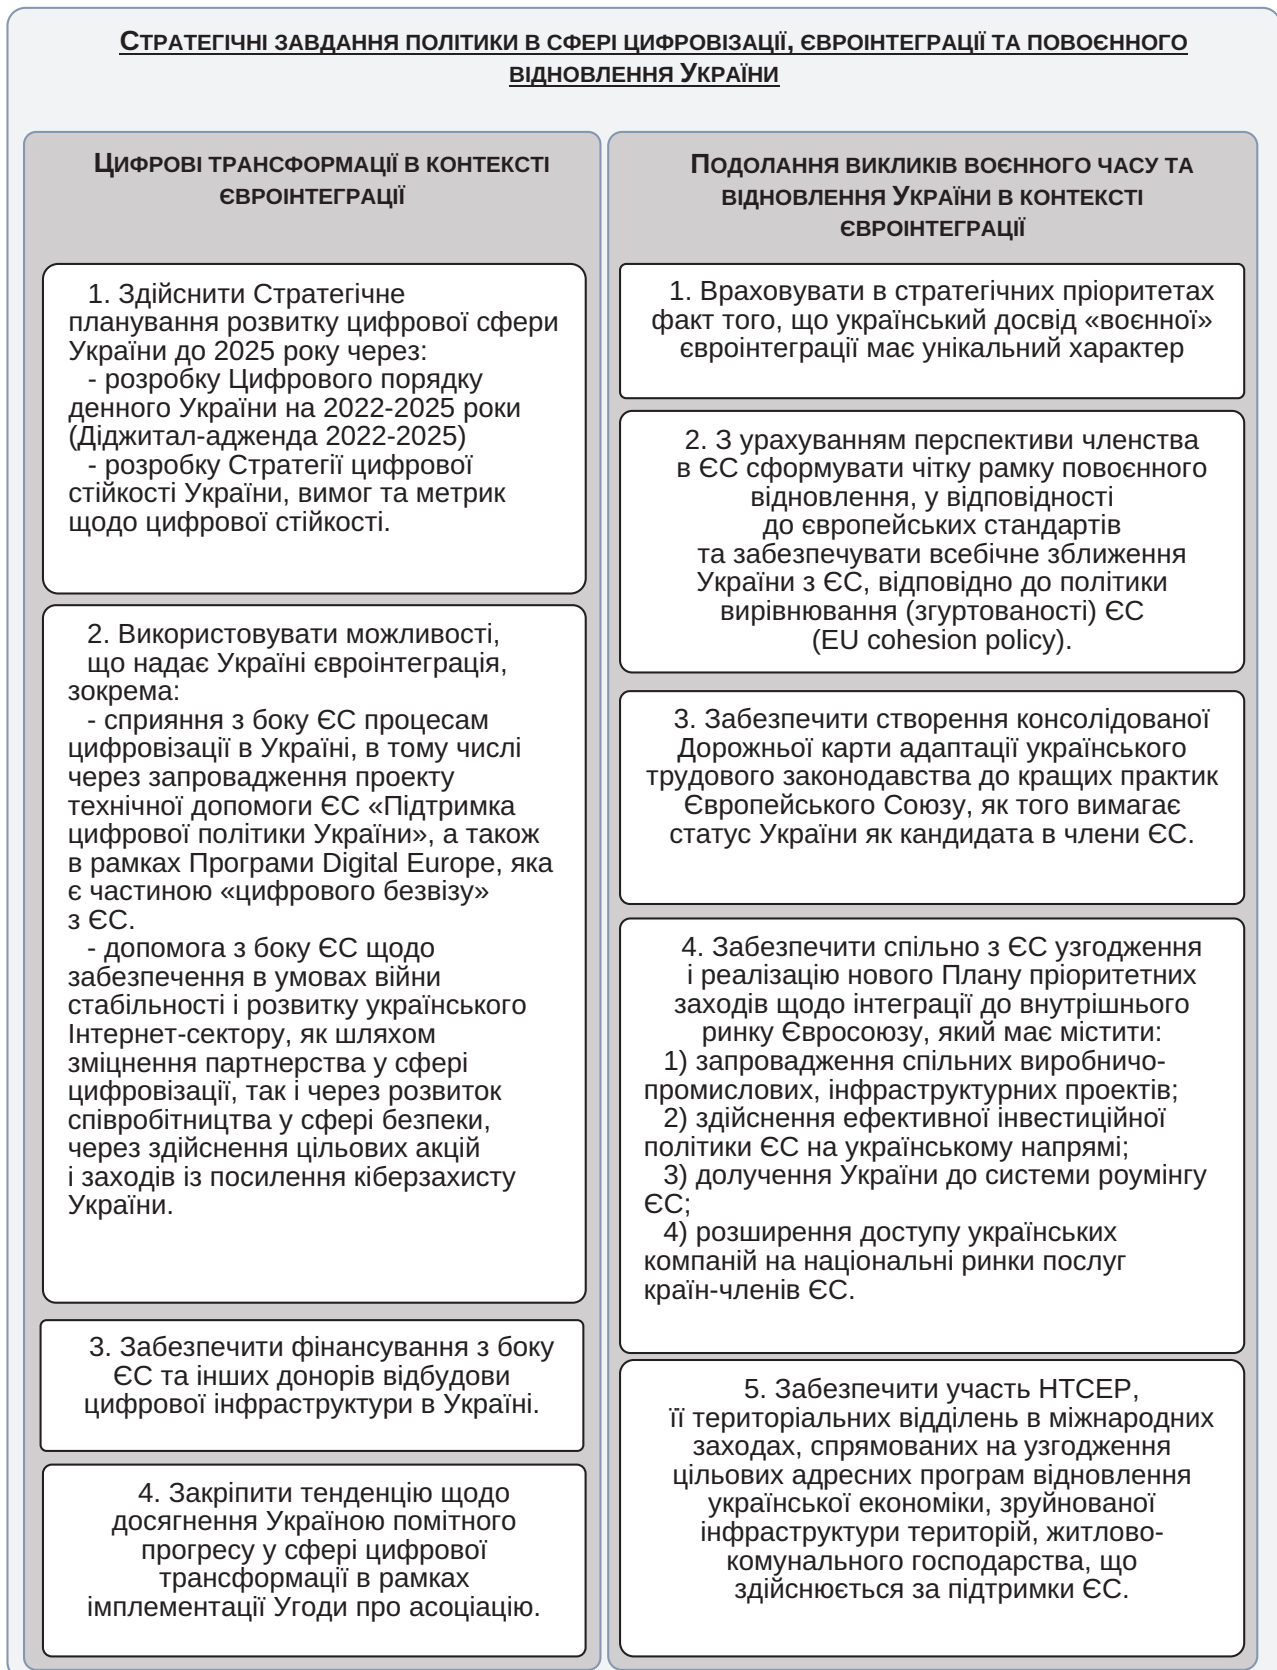 СТРАТЕГІЧНІ ЗАВДАННЯ ПОЛІТИКИ В СФЕРІ ЦИФРОВІЗАЦІЇ, ЄВРОІНТЕГРАЦІЇ ТА ПОВОЄННОГО
ВІДНОВЛЕННЯ УКРАЇНИ
ЦИФРОВІ ТРАНСФОРМАЦІЇ В КОНТЕКСТІ
ЄВРОІНТЕГРАЦІЇ
1. Здійснити Стратегічне
планування розвитку цифрової сфери
України до 2025 року через:
- розробку Цифрового порядку
денного України на 2022-2025 роки
(Діджитал-адженда 2022-2025)
- розробку Стратегії цифрової
стійкості України, вимог та метрик
щодо цифрової стійкості.
2. Використовувати можливості,
що надає Україні євроінтеграція,
зокрема:
- сприяння з боку ЄС процесам
цифровізації в Україні, в тому числі
через запровадження проекту
технічної допомоги ЄС «Підтримка
цифрової політики України», а також
в рамках Програми Digital Europe, яка
є частиною «цифрового безвізу»
з ЄС.
- допомога з боку ЄС щодо
забезпечення в умовах війни
стабільності і розвитку українського
Інтернет-сектору, як шляхом
зміцнення партнерства у сфері
цифровізації, так і через розвиток
співробітництва у сфері безпеки,
через здійснення цільових акцій
і заходів із посилення кіберзахисту
України.
3. Забезпечити фінансування з боку
ЄС та інших донорів відбудови
цифрової інфраструктури в Україні.
4. Закріпити тенденцію щодо
досягнення Україною помітного
прогресу у сфері цифрової
трансформації в рамках
імплементації Угоди про асоціацію.
ПОДОЛАННЯ ВИКЛИКІВ ВОЄННОГО ЧАСУ ТА
ВІДНОВЛЕННЯ УКРАЇНИ В КОНТЕКСТІ
ЄВРОІНТЕГРАЦІЇ
1. Враховувати в стратегічних пріоритетах
факт того, що український досвід «воєнної»
євроінтеграції має унікальний характер
2. З урахуванням перспективи членства
в ЄС сформувати чітку рамку повоєнного
відновлення, у відповідності
до європейських стандартів
та забезпечувати всебічне зближення
України з ЄС, відповідно до політики
вирівнювання (згуртованості) ЄС
(EU cohesion policy).
3. Забезпечити створення консолідованої
Дорожньої карти адаптації українського
трудового законодавства до кращих практик
Європейського Союзу, як того вимагає
статус України як кандидата в члени ЄС.
4. Забезпечити спільно з ЄС узгодження
і реалізацію нового Плану пріоритетних
заходів щодо інтеграції до внутрішнього
ринку Євросоюзу, який має містити:
1) запровадження спільних виробничо-
промислових, інфраструктурних проектів;
2) здійснення ефективної інвестиційної
політики ЄС на українському напрямі;
3) долучення України до системи роумінгу
ЄС;
4) розширення доступу українських
компаній на національні ринки послуг
країн-членів ЄС.
5. Забезпечити участь НТСЕР,
її територіальних відділень в міжнародних
заходах, спрямованих на узгодження
цільових адресних програм відновлення
української економіки, зруйнованої
інфраструктури територій, житлово-
комунального господарства, що
здійснюється за підтримки ЄС.